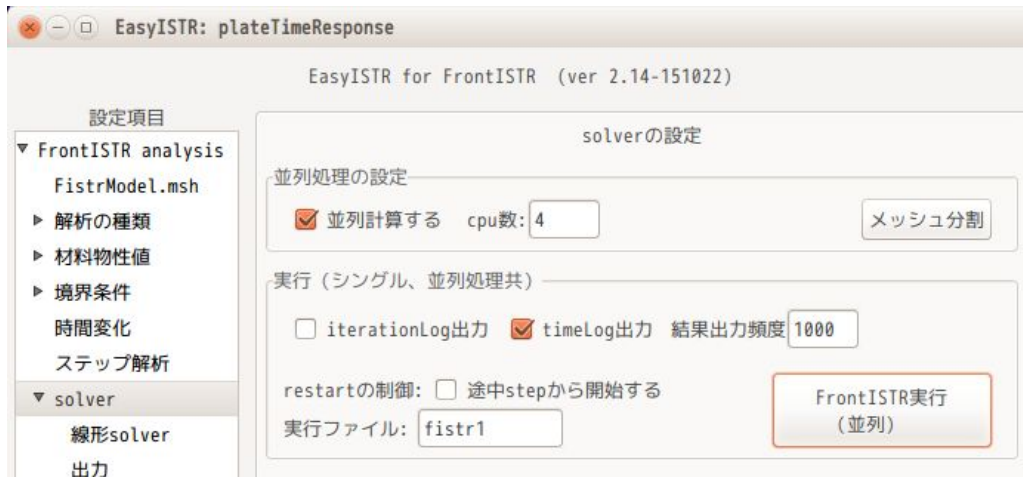 EasyISTR: plateTimeResponse
EasyISTR for FrontISTR (ver 2.14-151022)
設定項目
FrontISTR analysis
FistrModel.msh
解析の種類
材料物性値
境界条件
時間変化
ステップ解析
solver
線形solver
出力
solverの設定
並列処理の設定
並列計算する cpu数: 4 メッシュ分割
実行（シングル、並列処理共）
iterationLog出力 timeLog出力 結果出力頻度 1000
restartの制御: 途中stepから開始する
実行ファイル: fistr1
FrontISTR実行
(並列)